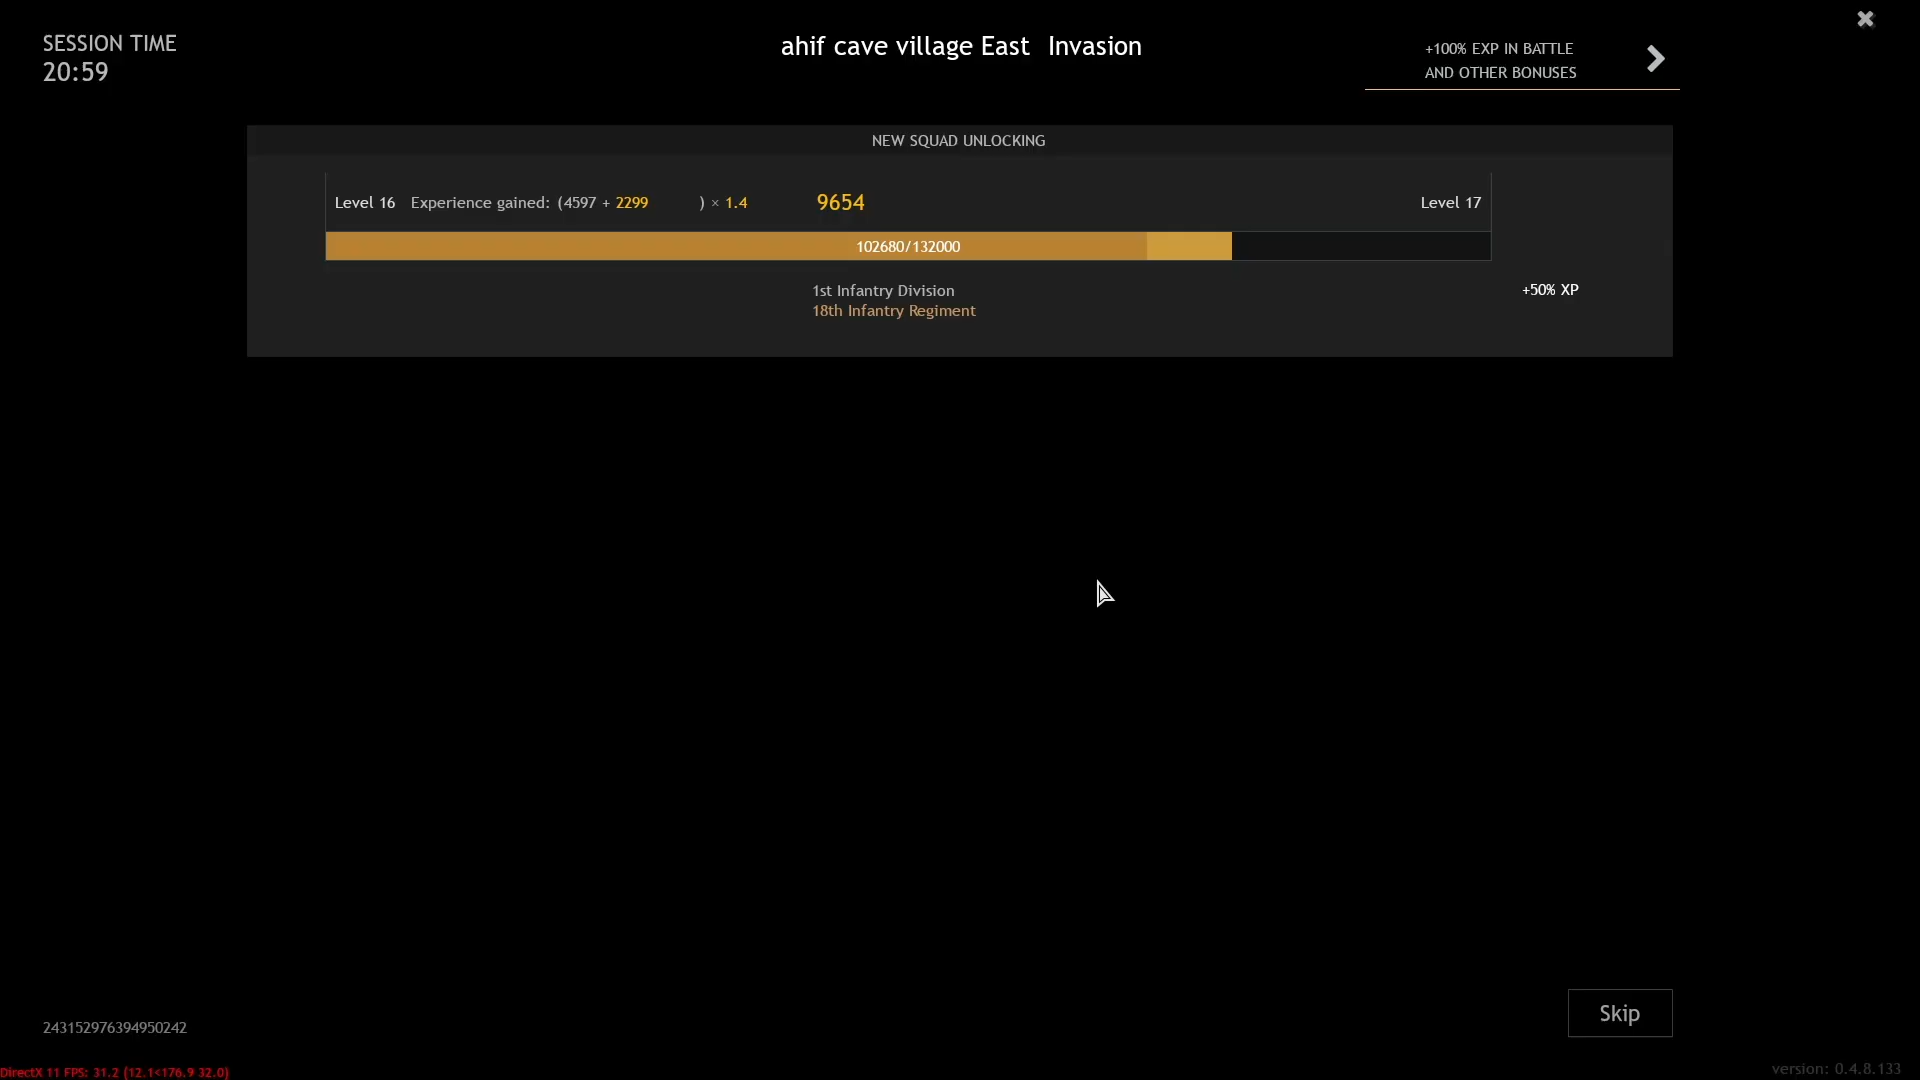 SESSION TIME
20:59
ahif cave village East Invasion
+100% EXP IN BATTLE
AND OTHER BONUSES
NEW SQUAD UNLOCKING
Level 16 Experience gained: (4597 + 2299 ) × 1.4 9654 Level 17
102680/132000
1st Infantry Division
18th Infantry Regiment
+50% XP
Skip
243152976394950242
DirectX 11 FPS: 31.2 (12.1<176.9 32.0)
version: 0.4.8.133